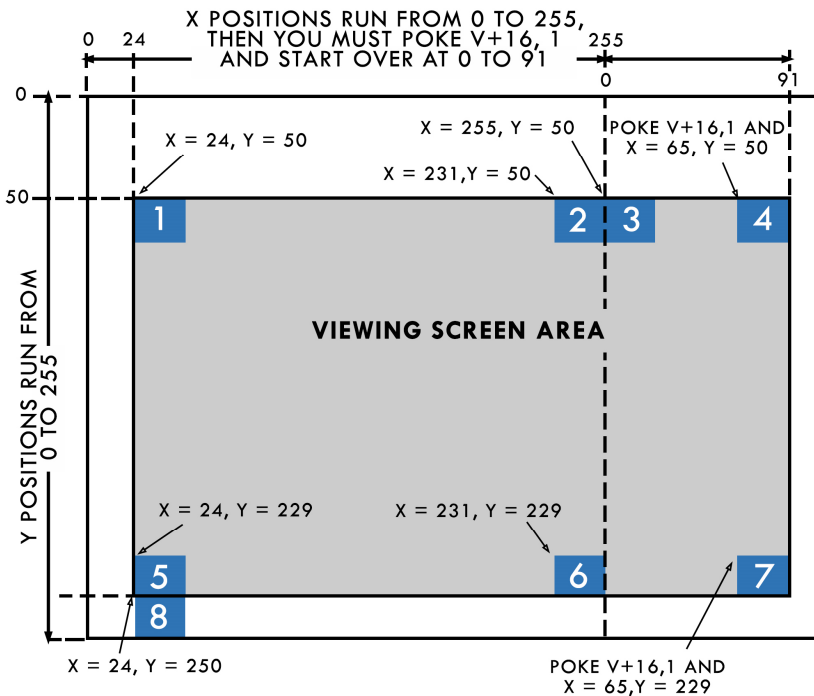 X POSITIONS RUN FROM 0 TO 255,
THEN YOU MUST POKE V+16, 1
AND START OVER AT 0 TO 91
0
24
255
0
91
0
X = 24, Y = 50
X = 255, Y = 50
POKE V+16,1 AND
X = 65, Y = 50
X = 231,Y = 50
50
1
2
3
4
VIEWING SCREEN AREA
Y POSITIONS RUN FROM
0 TO 255
X = 24, Y = 229
X = 231, Y = 229
5
6
7
8
X = 24, Y = 250
POKE V+16,1 AND
X = 65,Y = 229